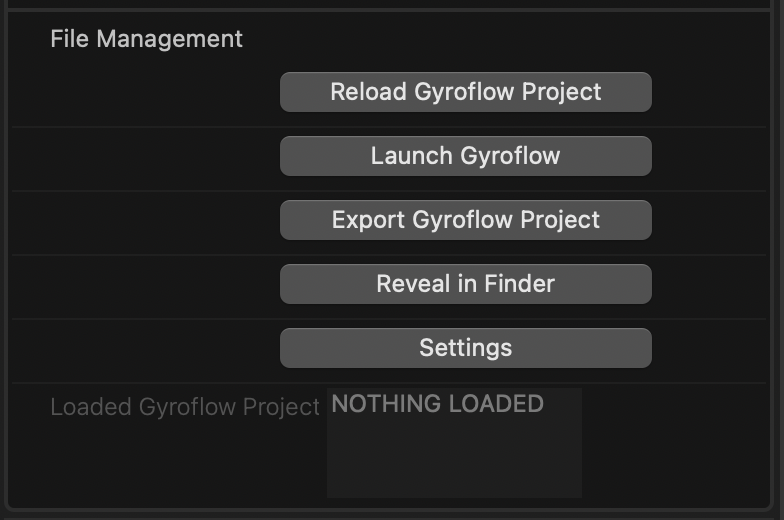 File Management
Reload Gyroflow Project
Launch Gyroflow
Export Gyroflow Project
Reveal in Finder
Settings
Loaded Gyroflow Project NOTHING LOADED